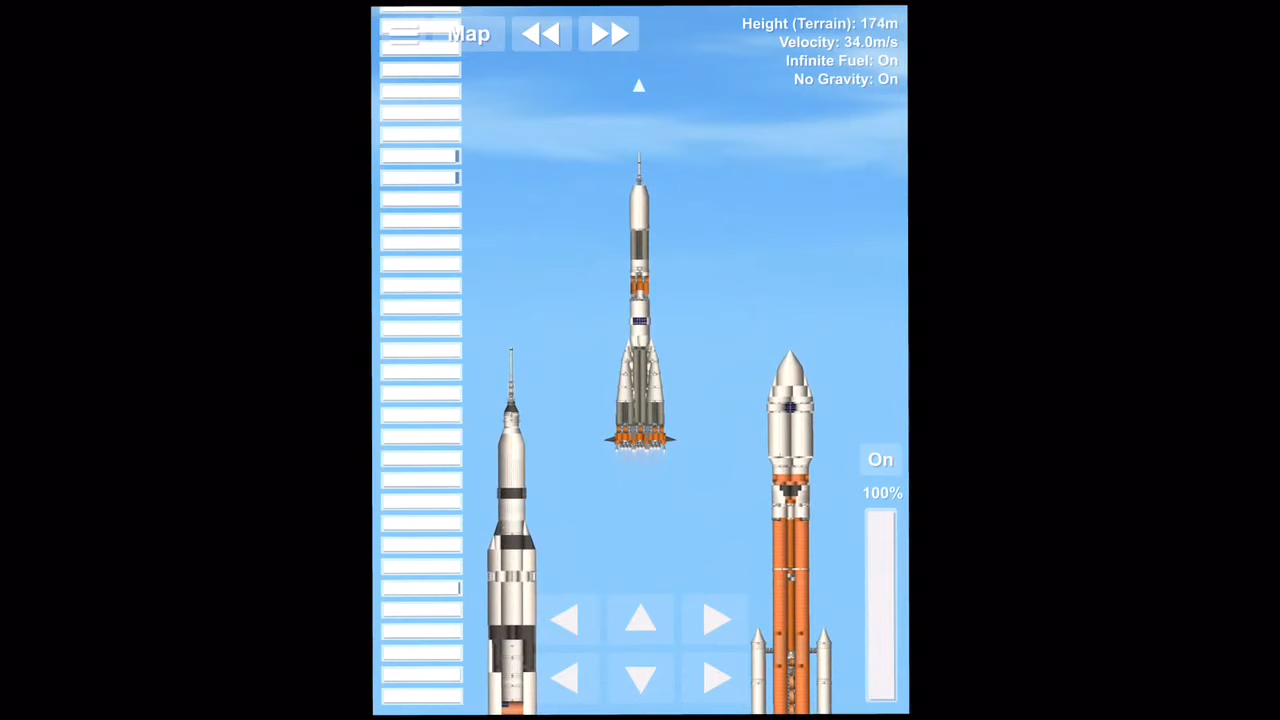 Map
Height (Terrain): 174m
Velocity: 34.0m/s
Infinite Fuel: On
No Gravity: On
On
100%